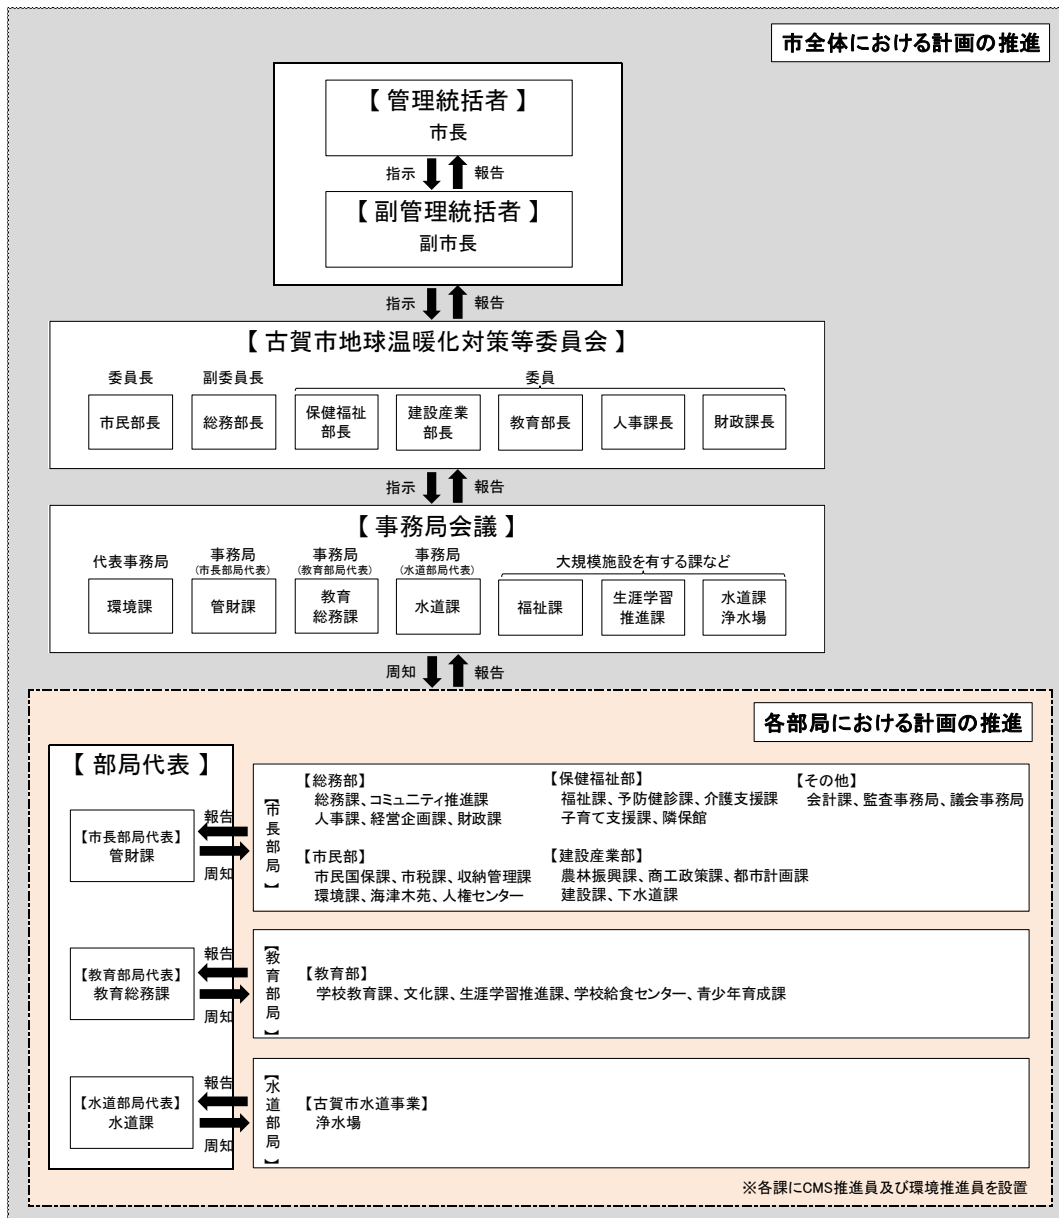 市全体における計画の推進
【 管理統括者 】
市長
指示
報告
【 副管理統括者 】
副市長
指示
報告
【 古賀市地球温暖化対策等委員会 】
委員長
副委員長
委員
市民部長
総務部長
保健福祉
部長
建設産業
部長
教育部長
人事課長
財政課長
指示
報告
【 事務局会議 】
代表事務局
事務局
(市長部局代表)
事務局
(教育部局代表)
事務局
(水道部局代表)
大規模施設を有する課など
環境課
管財課
教育
総務課
水道課
福祉課
生涯学習
推進課
水道課
浄水場
周知
報告
各部局における計画の推進
【 部局代表 】
【市長部局代表】
管財課
報告
周知
【市長部局】
【総務部】
総務課、コミュニティ推進課
人事課、経営企画課、財政課
【市民部】
市民国保課、市税課、収納管理課
環境課、海津木苑、人権センター
【保健福祉部】
福祉課、予防健診課、介護支援課
子育て支援課、隣保館
【建設産業部】
農林振興課、商工政策課、都市計画課
建設課、下水道課
【その他】
会計課、監査事務局、議会事務局
【教育部局代表】
教育総務課
報告
周知
【教育部局】
【教育部】
学校教育課、文化課、生涯学習推進課、学校給食センター、青少年育成課
【水道部局代表】
水道課
報告
周知
【水道部局】
【古賀市水道事業】
浄水場
※各課にCMS推進員及び環境推進員を設置